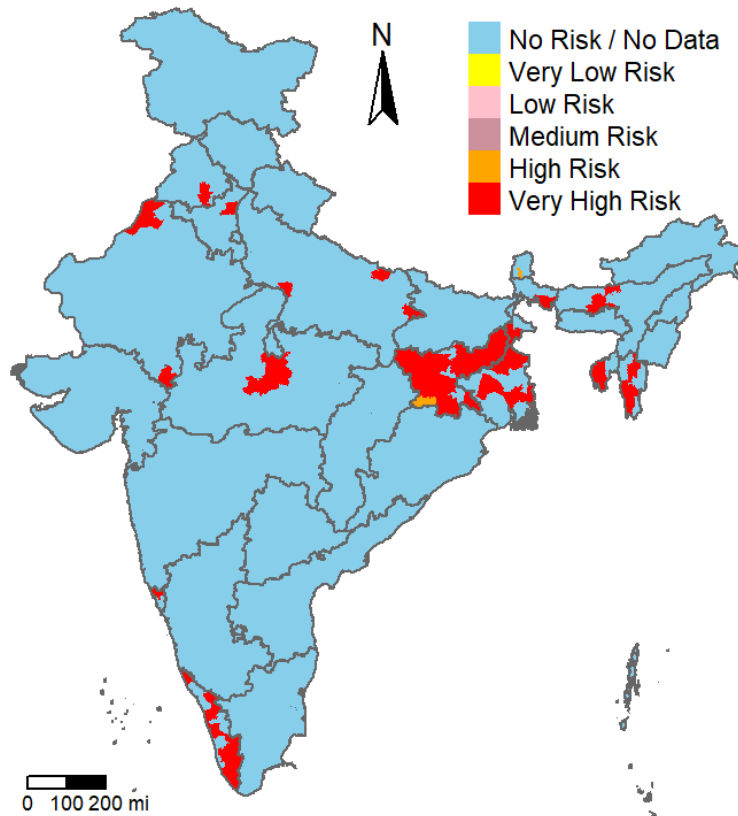 N
No Risk / No Data
Very Low Risk
Low Risk
Medium Risk
High Risk
Very High Risk
0 100 200 mi